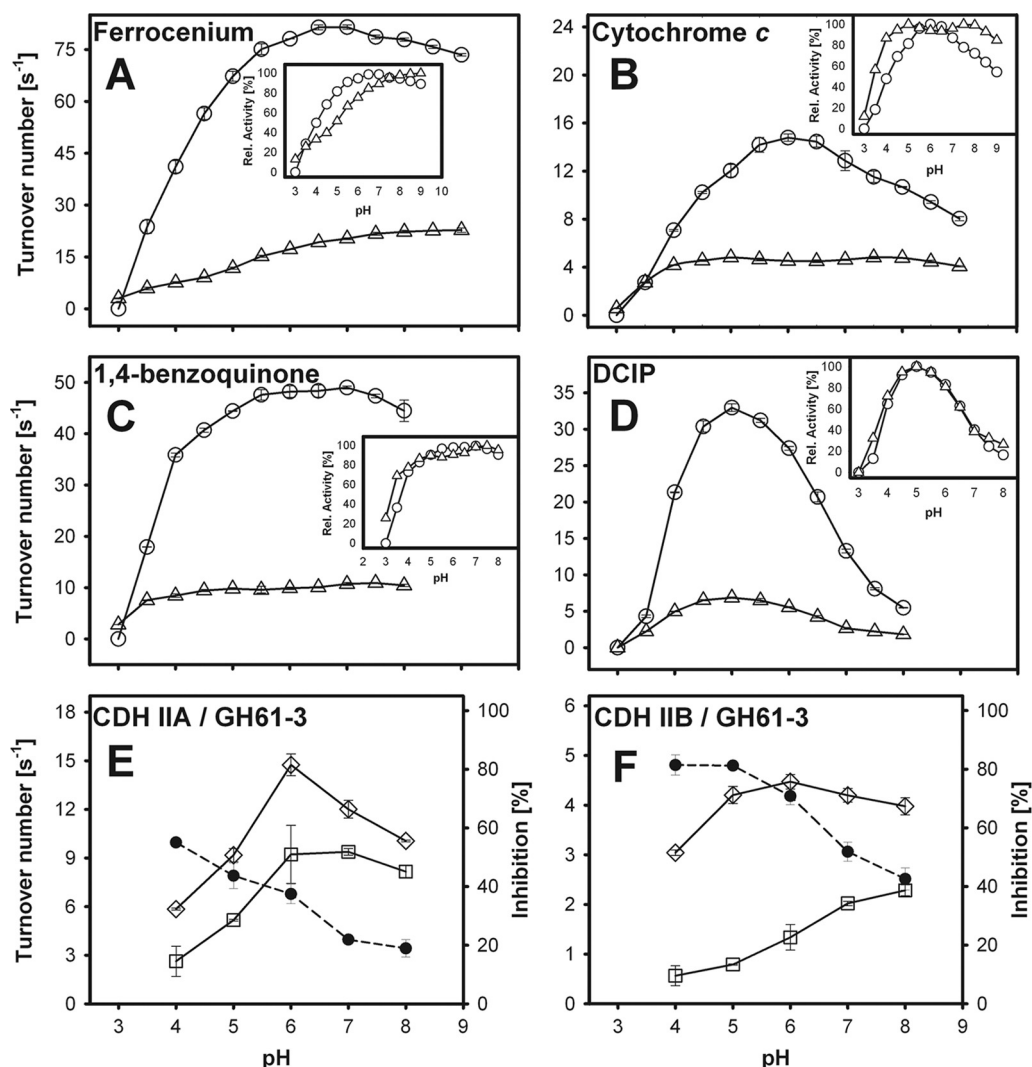 Ferrocenium
A
Turnover number [s⁻¹]
75
60
45
30
15
0
Rel. Activity [%]
100
80
60
40
20
0
3 4 5 6 7 8 9 10
pH
Cytochrome c
B
24
20
16
12
8
4
0
Rel. Activity [%]
100
80
60
40
20
0
3 4 5 6 7 8 9
pH
1,4-benzoquinone
C
Turnover number [s⁻¹]
50
40
30
20
10
0
Rel. Activity [%]
100
80
60
40
20
0
2 3 4 5 6 7 8
pH
DCIP
D
35
30
25
20
15
10
5
0
Rel. Activity [%]
100
80
60
40
20
0
3 4 5 6 7 8
pH
CDH IIA / GH61-3
E
Turnover number [s⁻¹]
18
15
12
9
6
3
0
100
80
60
40
20
0
Inhibition [%]
3 4 5 6 7 8 9
pH
CDH IIB / GH61-3
F
6
5
4
3
2
1
0
100
80
60
40
20
0
Inhibition [%]
3 4 5 6 7 8 9
pH